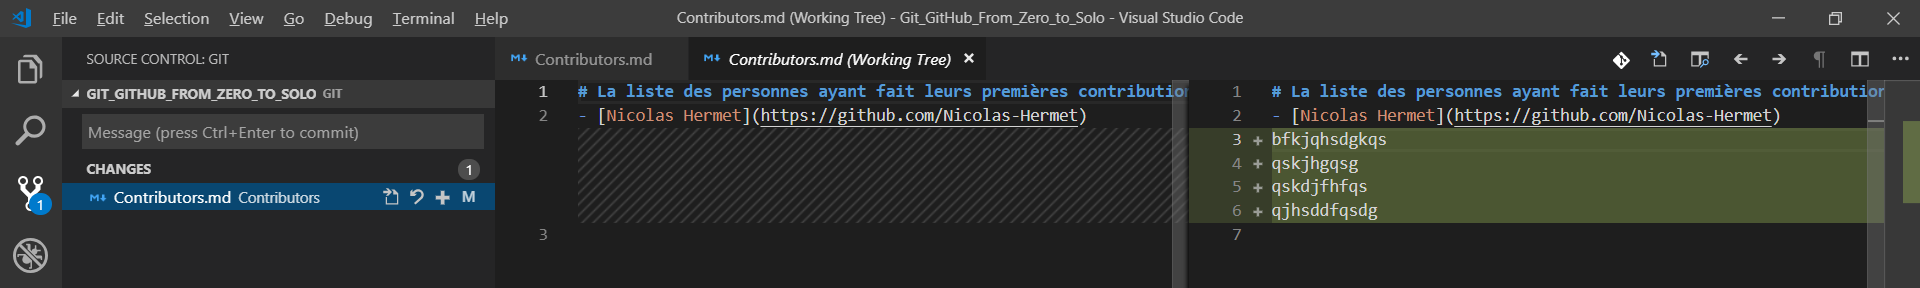 File Edit Selection View Go Debug Terminal Help
Contributors.md (Working Tree) - Git_GitHub_From_Zero_to_Solo - Visual Studio Code
SOURCE CONTROL: GIT
GIT_GITHUB_FROM_ZERO_TO_SOLO GIT
Message (press Ctrl+Enter to commit)
CHANGES 1
Contributors.md Contributors M
1
Contributors.md
Contributors.md (Working Tree)
1 # La liste des personnes ayant fait leurs premières contribution
2 - [Nicolas Hermet](https://github.com/Nicolas-Hermet)
3
1 # La liste des personnes ayant fait leurs premières contribution
2 - [Nicolas Hermet](https://github.com/Nicolas-Hermet)
3 + bfkjqhsdgkqs
4 + qskjhgqsg
5 + qskdjfhfqs
6 + qjhsddfqsdg
7